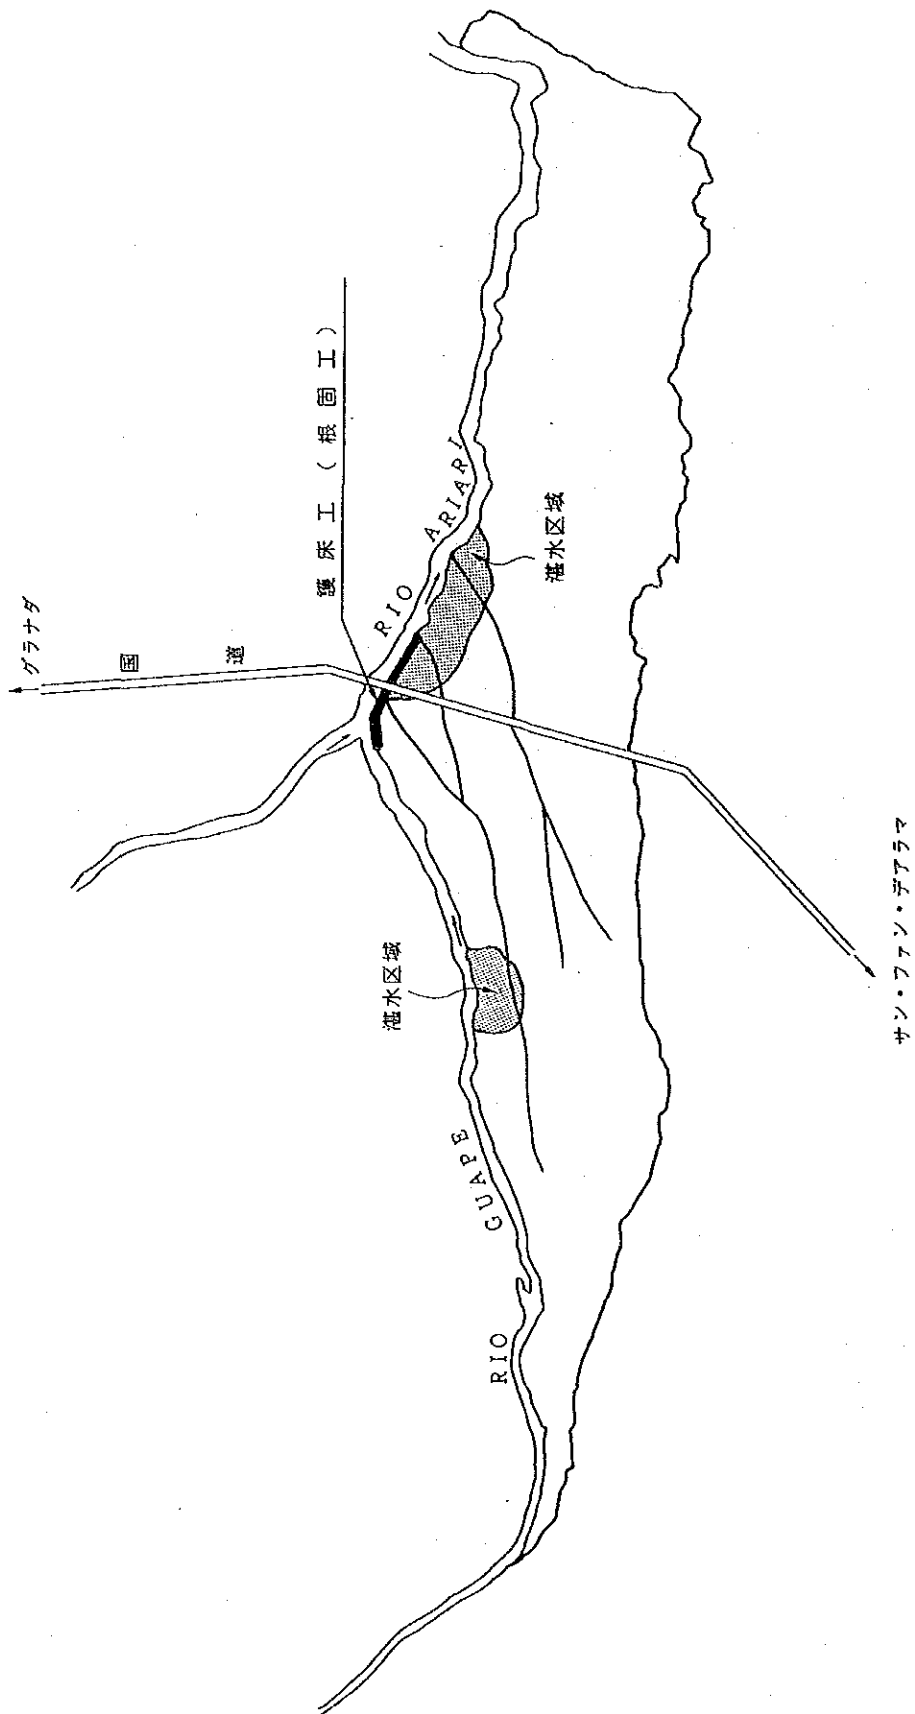 グラナダ
国道
護床工（根固工）
RIO ARIARI
湛水区域
湛水区域
RIO GUAPE
サン・ファン・デアラマ